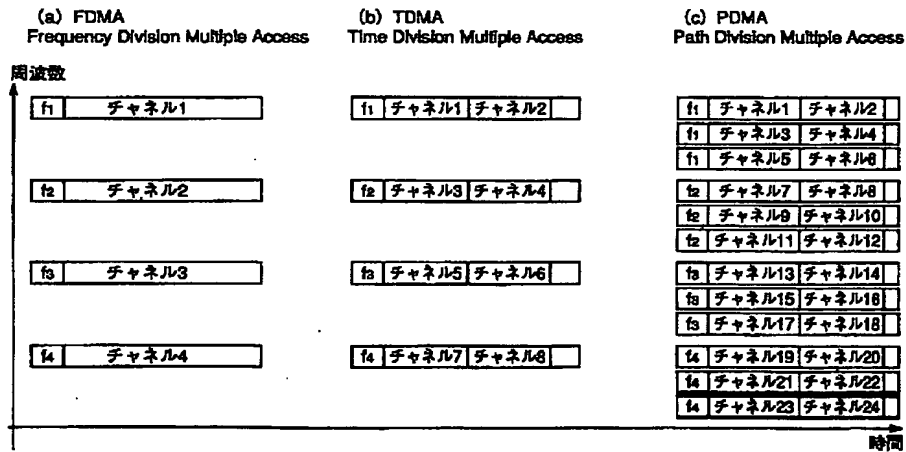 (a) FDMA
Frequency Division Multiple Access
(b) TDMA
Time Division Multiple Access
(c) PDMA
Path Division Multiple Access
周波数
f1 チャネル1
f2 チャネル2
f3 チャネル3
f4 チャネル4
f1 チャネル1 チャネル2
f2 チャネル3 チャネル4
f3 チャネル5 チャネル6
f4 チャネル7 チャネル8
f1 チャネル1 チャネル2
f1 チャネル3 チャネル4
f1 チャネル5 チャネル6
f2 チャネル7 チャネル8
f2 チャネル9 チャネル10
f2 チャネル11 チャネル12
f3 チャネル13 チャネル14
f3 チャネル15 チャネル16
f3 チャネル17 チャネル18
f4 チャネル19 チャネル20
f4 チャネル21 チャネル22
f4 チャネル23 チャネル24
時間